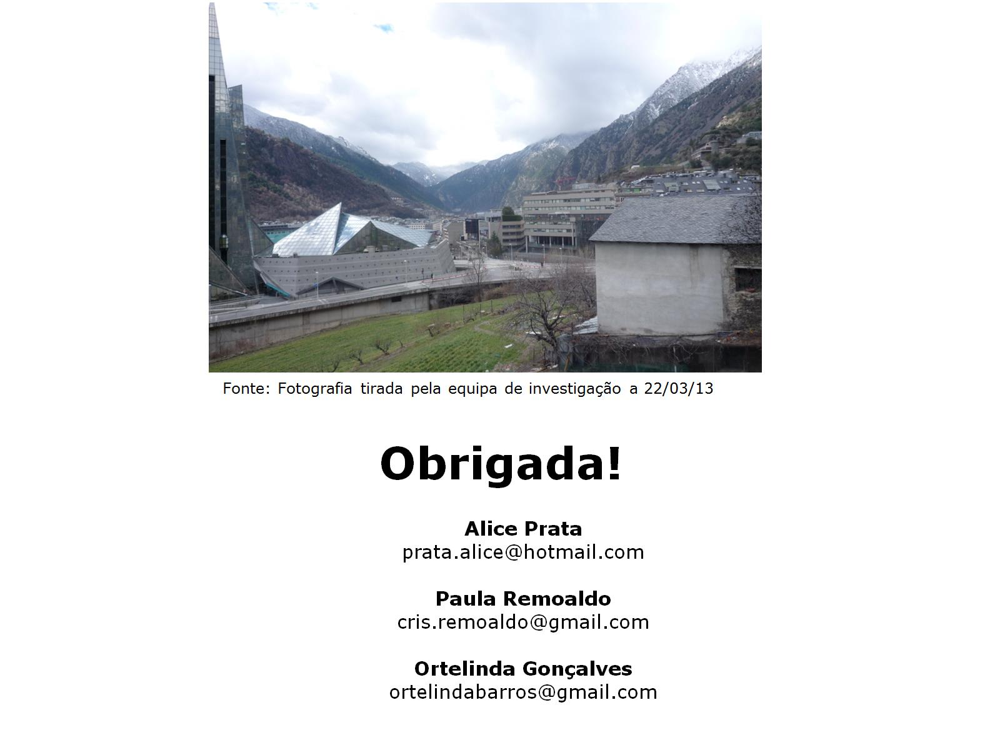 Fonte: Fotografia tirada pela equipa de investigação a 22/03/13
Obrigada!
Alice Prata
prata.alice@hotmail.com
Paula Remoaldo
cris.remoaldo@gmail.com
Ortelinda Gonçalves
ortelindabarros@gmail.com